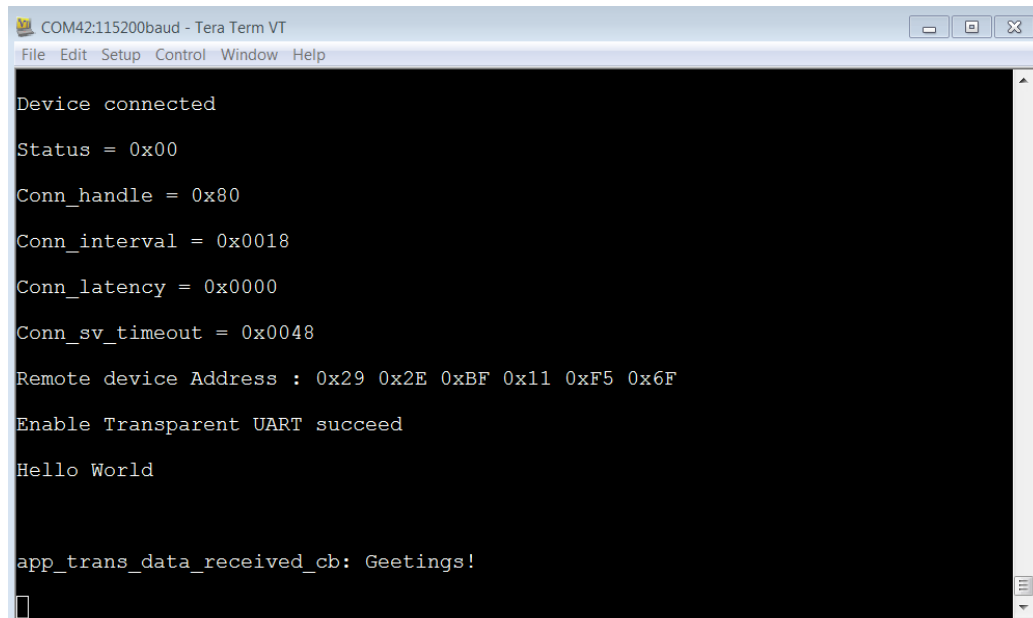 COM42:115200baud - Tera Term VT
File Edit Setup Control Window Help
Device connected
Status = 0x00
Conn_handle = 0x80
Conn_interval = 0x0018
Conn_latency = 0x0000
Conn_sv_timeout = 0x0048
Remote device Address : 0x29 0x2E 0xBF 0x11 0xF5 0x6F
Enable Transparent UART succeed
Hello World
app_trans_data_received_cb: Geetings!